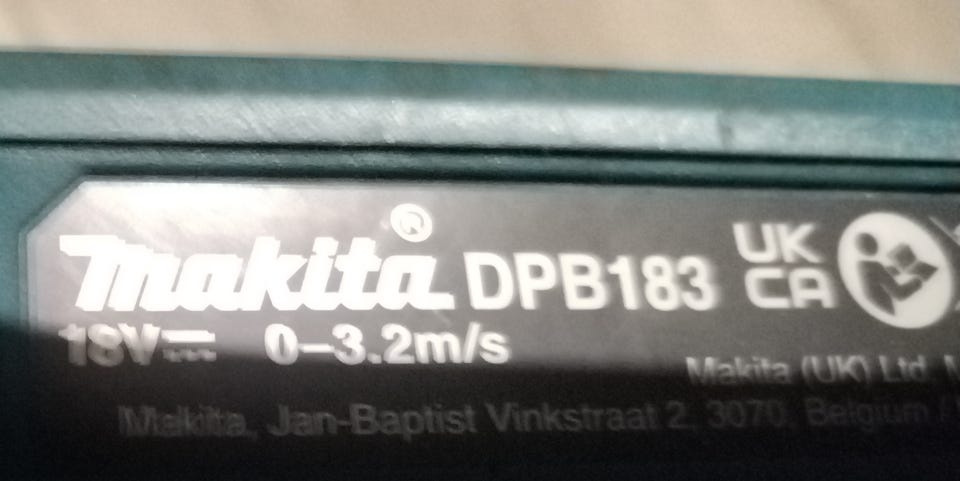 makita® DPB183 UK CA
18V⎓ 0–3.2m/s
Makita (UK) Ltd
Makita, Jan-Baptist Vinkstraat 2, 3070, Belgium